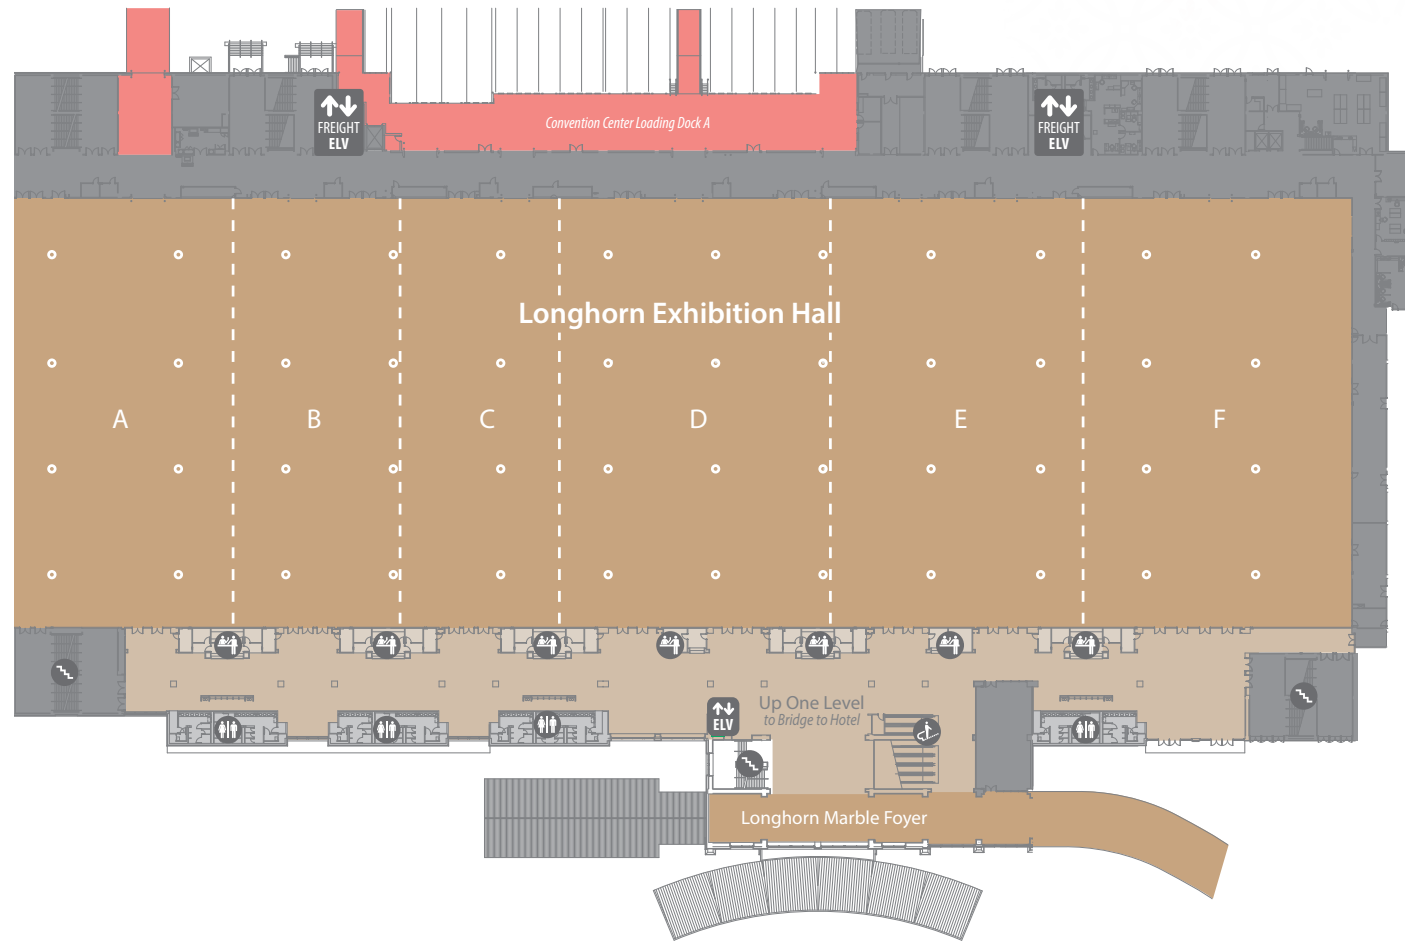 FREIGHT
ELV
Convention Center Loading Dock A
FREIGHT
ELV
Longhorn Exhibition Hall
A
B
C
D
E
F
ELV
Up One Level
to Bridge to Hotel
Longhorn Marble Foyer